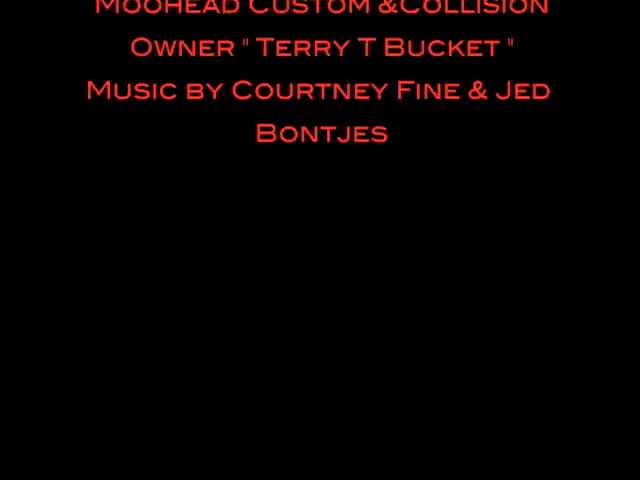 Moohead Custom &Collision
Owner " Terry T Bucket "
Music by Courtney Fine & Jed
Bontjes